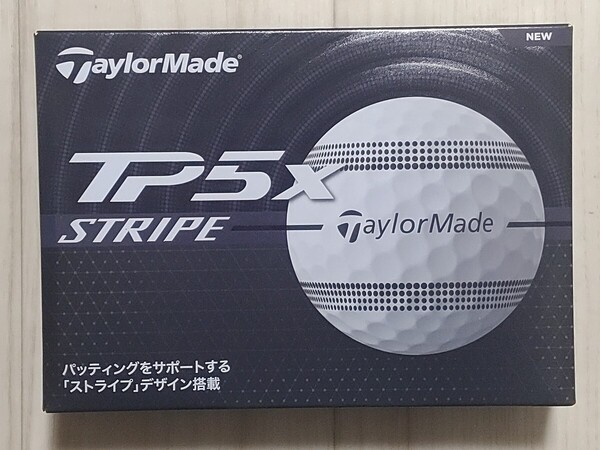 NEW
TaylorMade®
TP5x
STRIPE
TaylorMade
パッティングをサポートする
「ストライプ」デザイン搭載